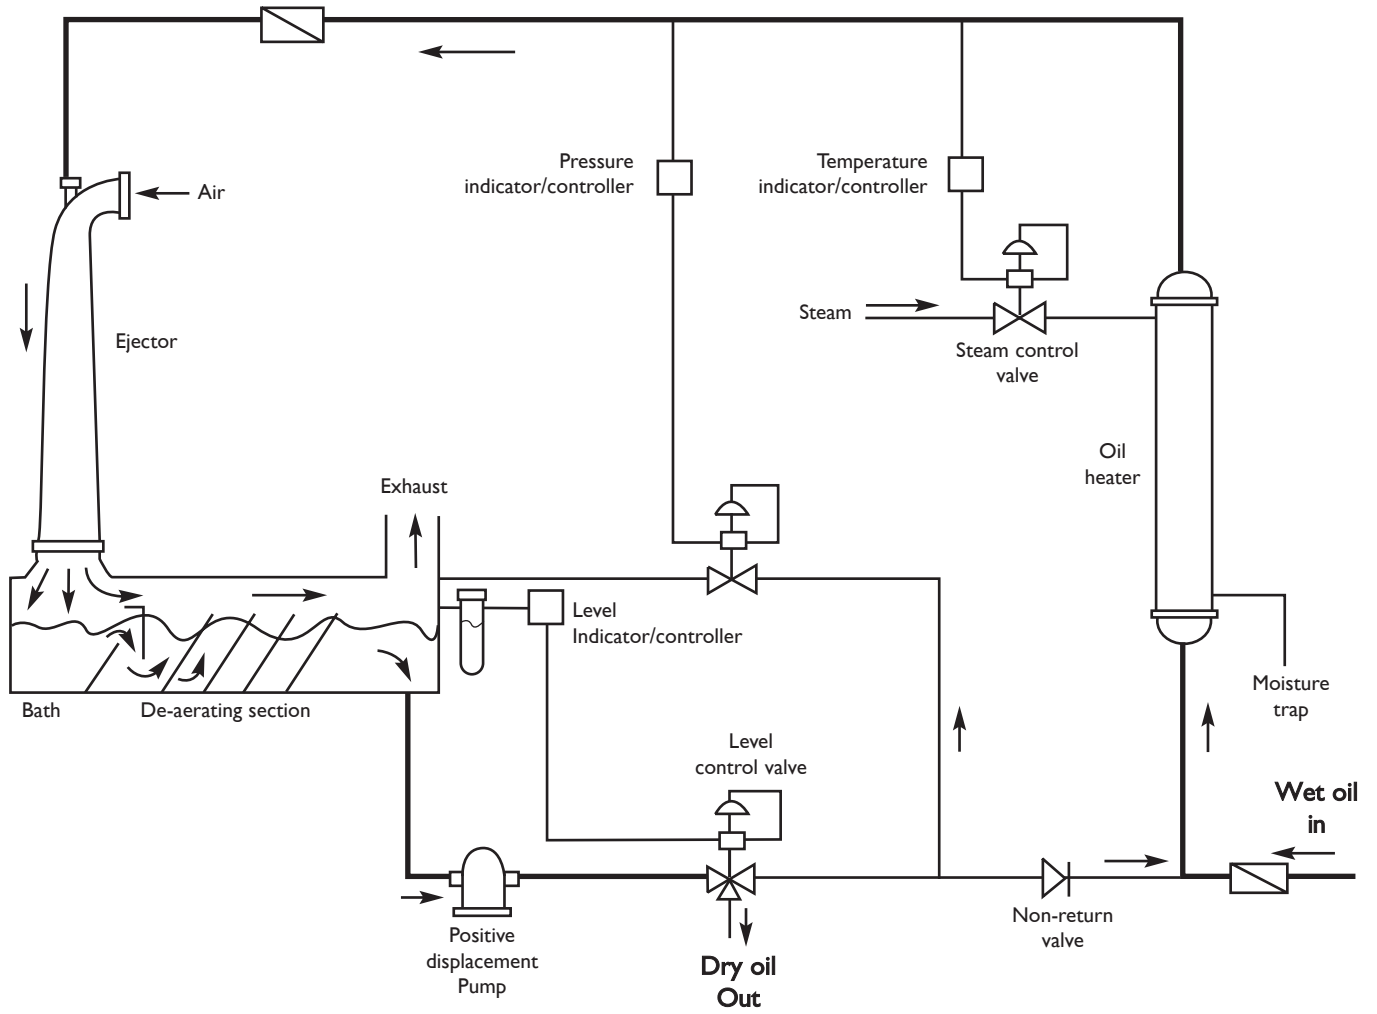 Pressure
indicator/controller
Temperature
indicator/controller
Air
Steam
Ejector
Steam control
valve
Oil
heater
Exhaust
Level
Indicator/controller
Moisture
trap
Bath
De-aerating section
Level
control valve
Wet oil
in
Non-return
valve
Positive
displacement
Pump
Dry oil
Out